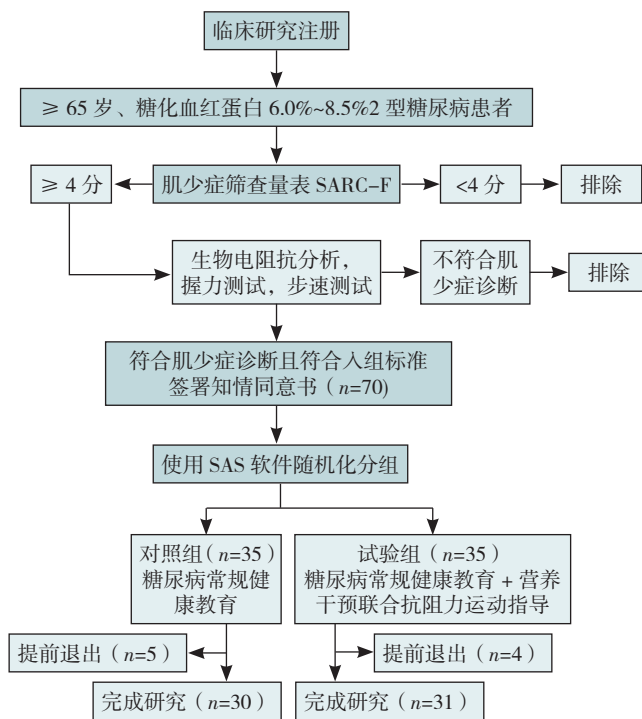 临床研究注册
≥ 65 岁、糖化血红蛋白 6.0%~8.5%2 型糖尿病患者
≥ 4 分
肌少症筛查量表 SARC-F
<4 分
排除
生物电阻抗分析，
握力测试，步速测试
不符合肌
少症诊断
排除
符合肌少症诊断且符合入组标准
签署知情同意书（n=70)
使用 SAS 软件随机化分组
对照组（n=35）
糖尿病常规健
康教育
试验组（n=35）
糖尿病常规健康教育 + 营养
干预联合抗阻力运动指导
提前退出（n=5）
提前退出（n=4）
完成研究（n=30）
完成研究（n=31）